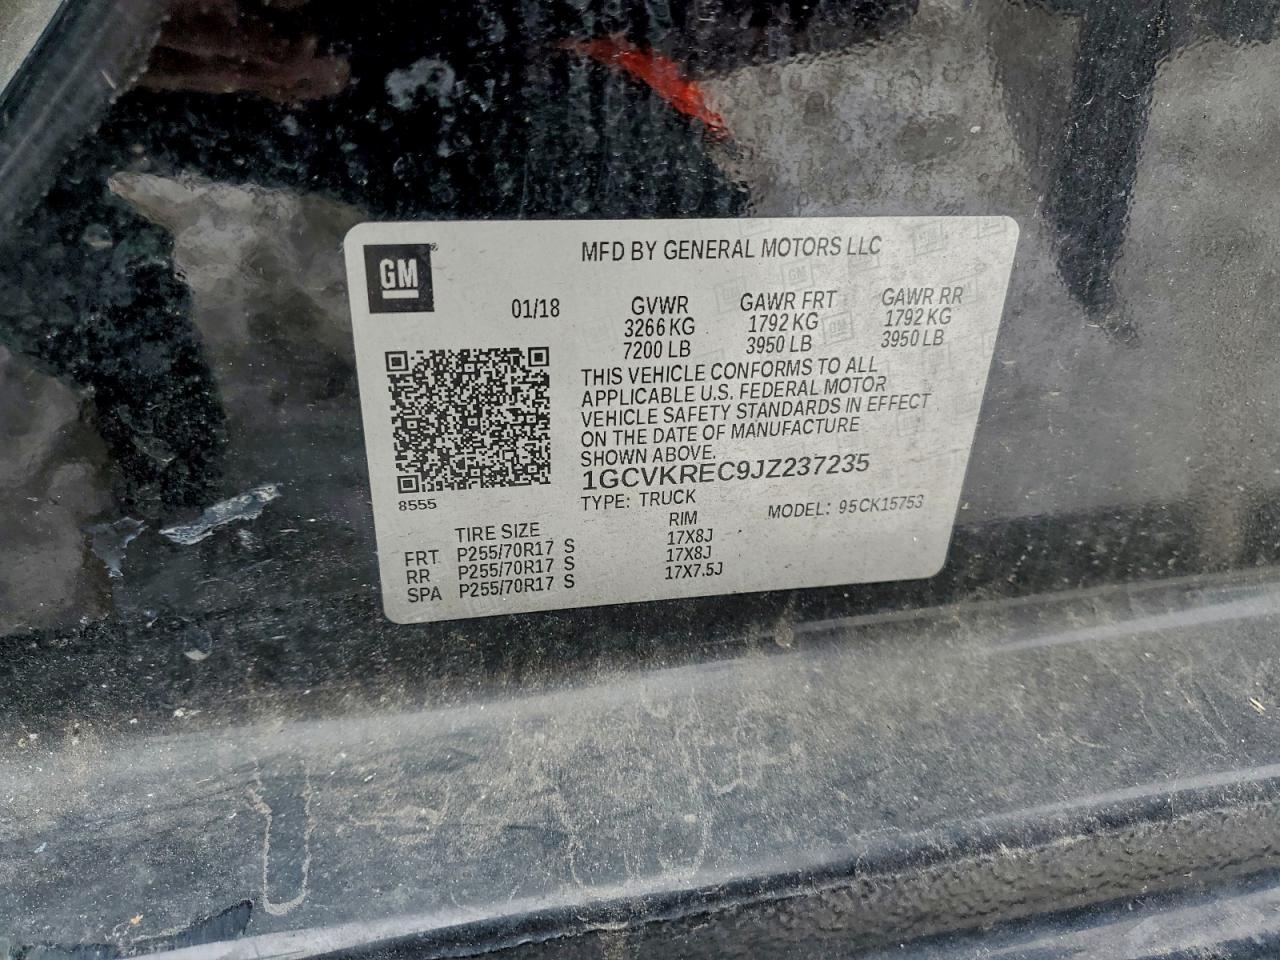 GM
MFD BY GENERAL MOTORS LLC
01/18 GVWR GAWR FRT GAWR RR
3266 KG 1792 KG 1792 KG
7200 LB 3950 LB 3950 LB
THIS VEHICLE CONFORMS TO ALL
APPLICABLE U.S. FEDERAL MOTOR
VEHICLE SAFETY STANDARDS IN EFFECT
ON THE DATE OF MANUFACTURE
SHOWN ABOVE.
1GCVKREC9JZ237235
8555
TYPE: TRUCK MODEL: 95CK15753
TIRE SIZE RIM
FRT P255/70R17 S 17X8J
RR P255/70R17 S 17X8J
SPA P255/70R17 S 17X7.5J